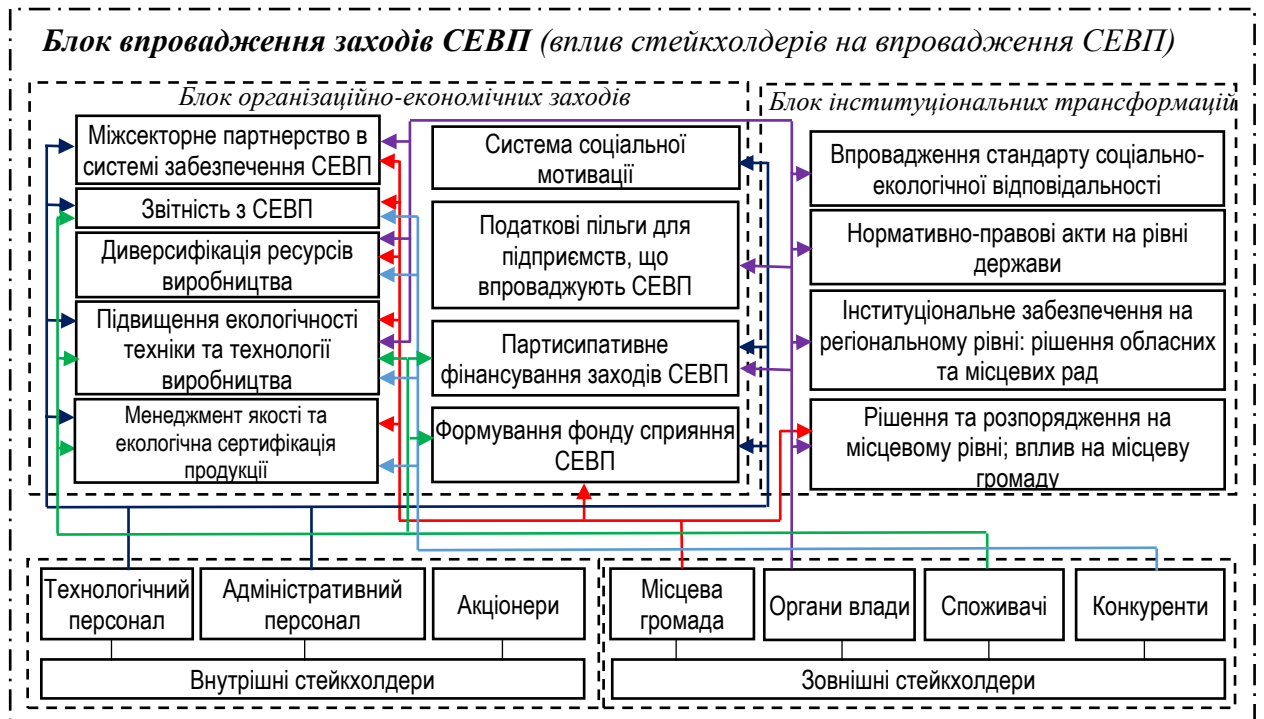 Блок впровадження заходів СЕВП (вплив стейкхолдерів на впровадження СЕВП)
Блок організаційно-економічних заходів
Міжсекторне партнерство в
системі забезпечення СЕВП
Звітність з СЕВП
Диверсифікація ресурсів
виробництва
Підвищення екологічності
техніки та технології
виробництва
Менеджмент якості та
екологічна сертифікація
продукції
Система соціальної
мотивації
Податкові пільги для
підприємств, що
впроваджують СЕВП
Партисипативне
фінансування заходів СЕВП
Формування фонду сприяння
СЕВП
Блок інституціональних трансформацій
Впровадження стандарту соціально-
екологічної відповідальності
Нормативно-правові акти на рівні
держави
Інституціональне забезпечення на
регіональному рівні: рішення обласних
та місцевих рад
Рішення та розпорядження на
місцевому рівні; вплив на місцеву
громаду
Технологічний
персонал
Адміністративний
персонал
Акціонери
Внутрішні стейкхолдери
Місцева
громада
Органи влади
Споживачі
Конкуренти
Зовнішні стейкхолдери